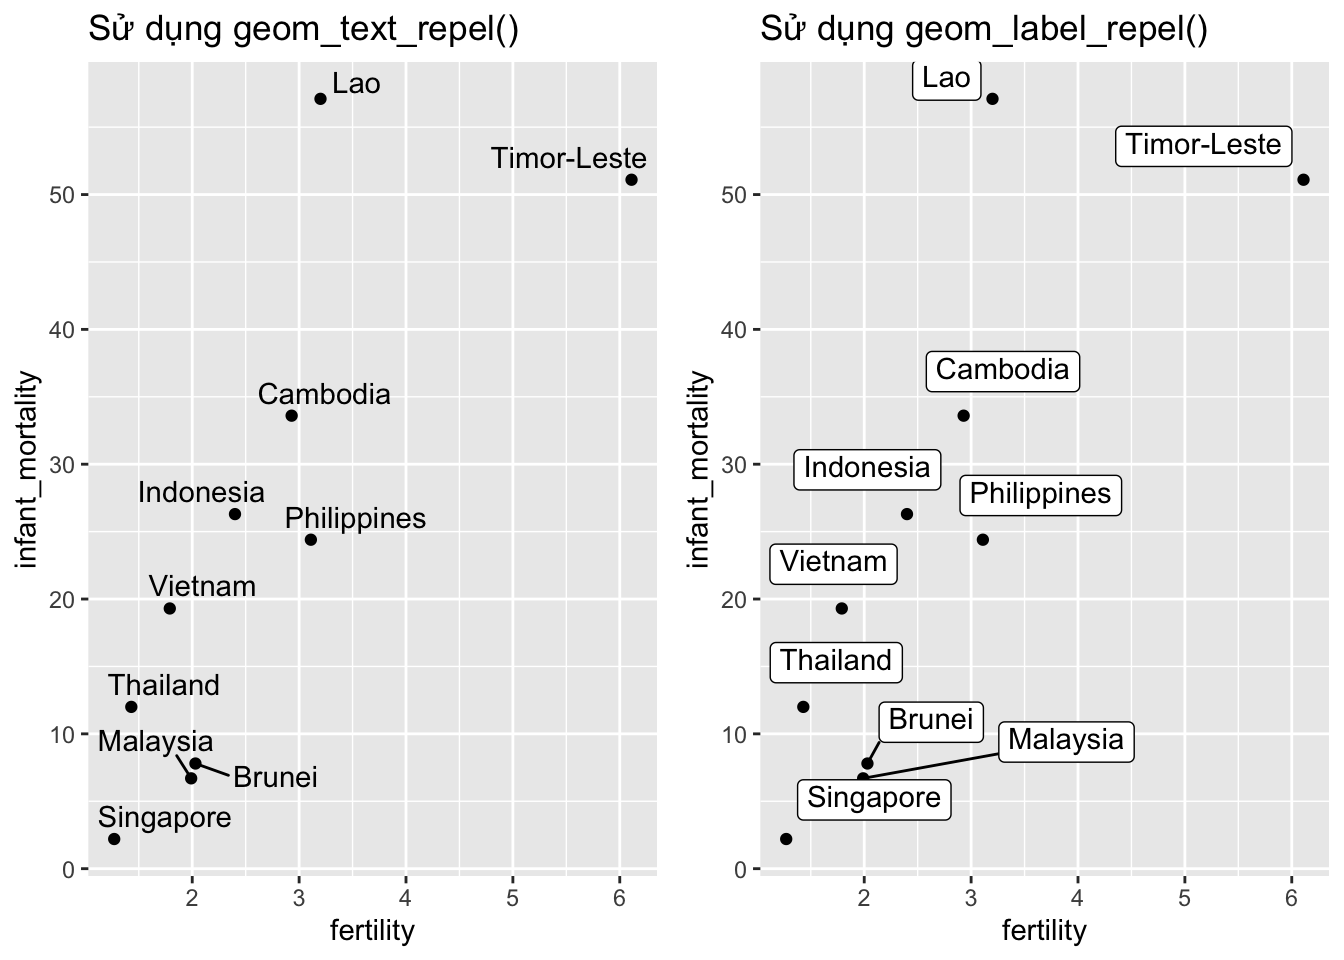 Sử dụng geom_text_repel()
infant_mortality
50
40
30
20
10
0
Lao
Timor-Leste
Cambodia
Indonesia
Philippines
Vietnam
Thailand
Malaysia
Brunei
Singapore
2 3 4 5 6
fertility
Sử dụng geom_label_repel()
infant_mortality
50
40
30
20
10
0
Lao
Timor-Leste
Cambodia
Indonesia
Philippines
Vietnam
Thailand
Brunei
Malaysia
Singapore
2 3 4 5 6
fertility